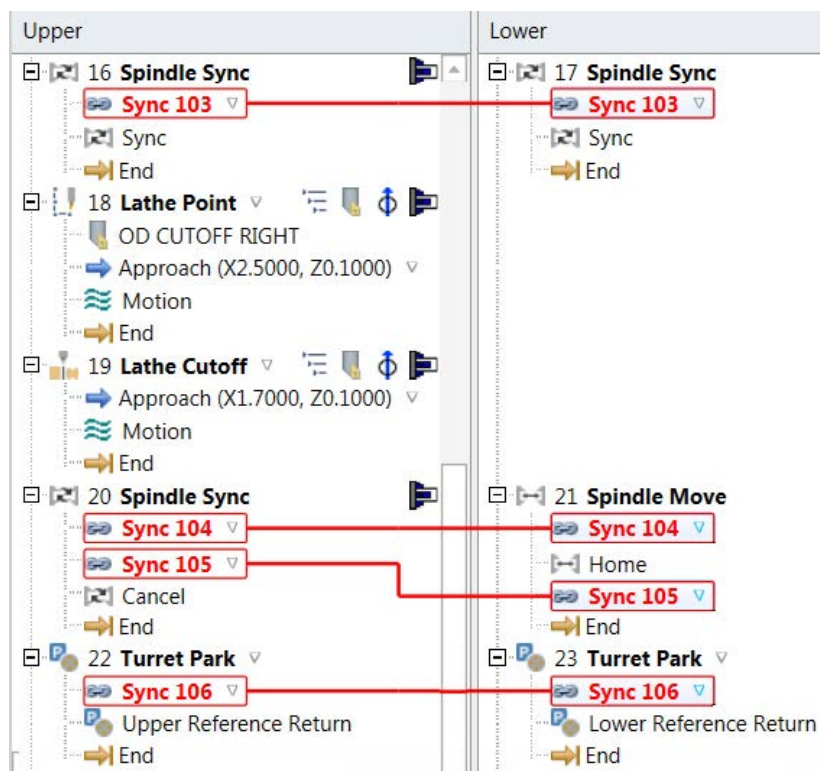 Upper
16 Spindle Sync
Sync 103
Sync
End
18 Lathe Point
OD CUTOFF RIGHT
Approach (X2.5000, Z0.1000)
Motion
End
19 Lathe Cutoff
Approach (X1.7000, Z0.1000)
Motion
End
20 Spindle Sync
Sync 104
Sync 105
Cancel
End
22 Turret Park
Sync 106
P Upper Reference Return
End
Lower
17 Spindle Sync
Sync 103
Sync
End
21 Spindle Move
Sync 104
Home
Sync 105
End
23 Turret Park
Sync 106
P Lower Reference Return
End